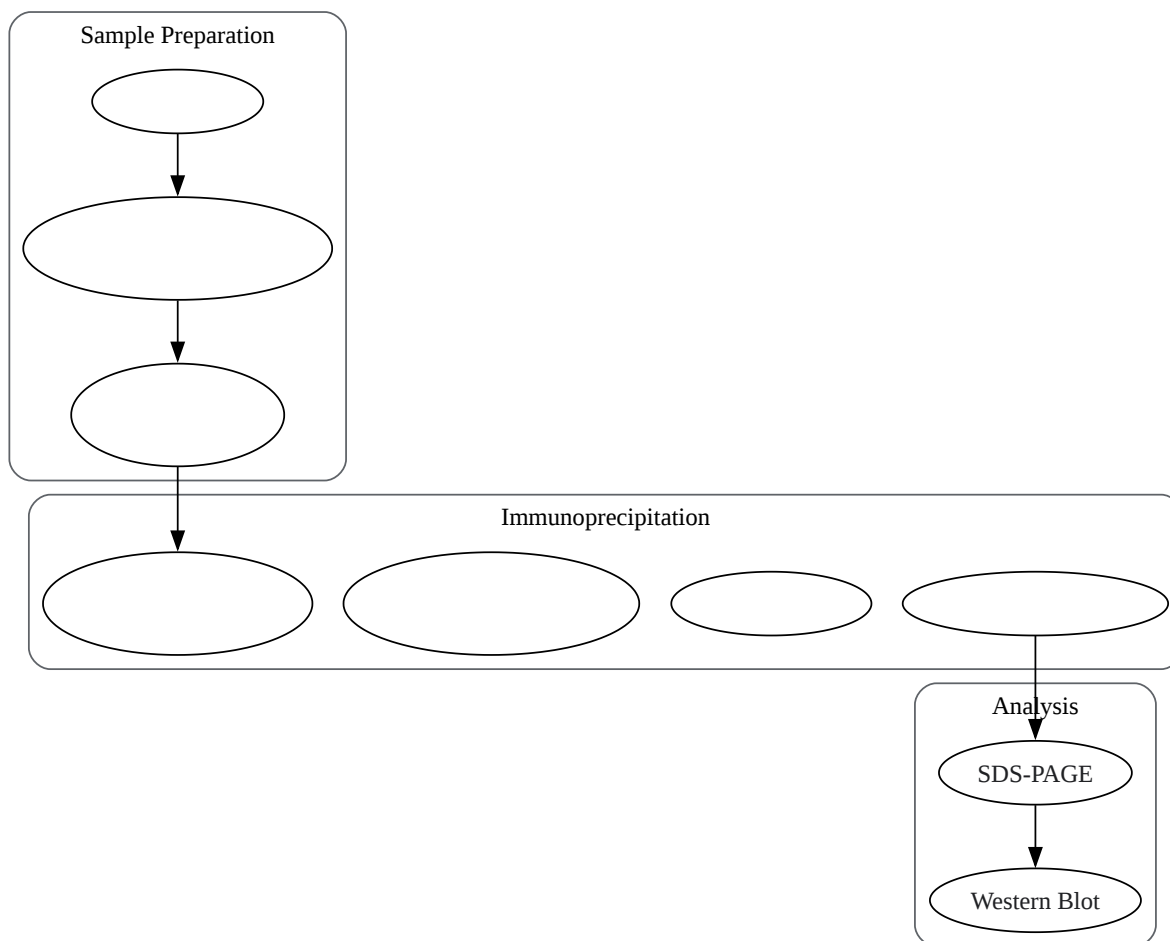 Sample Preparation
Immunoprecipitation
Analysis
SDS-PAGE
Western Blot